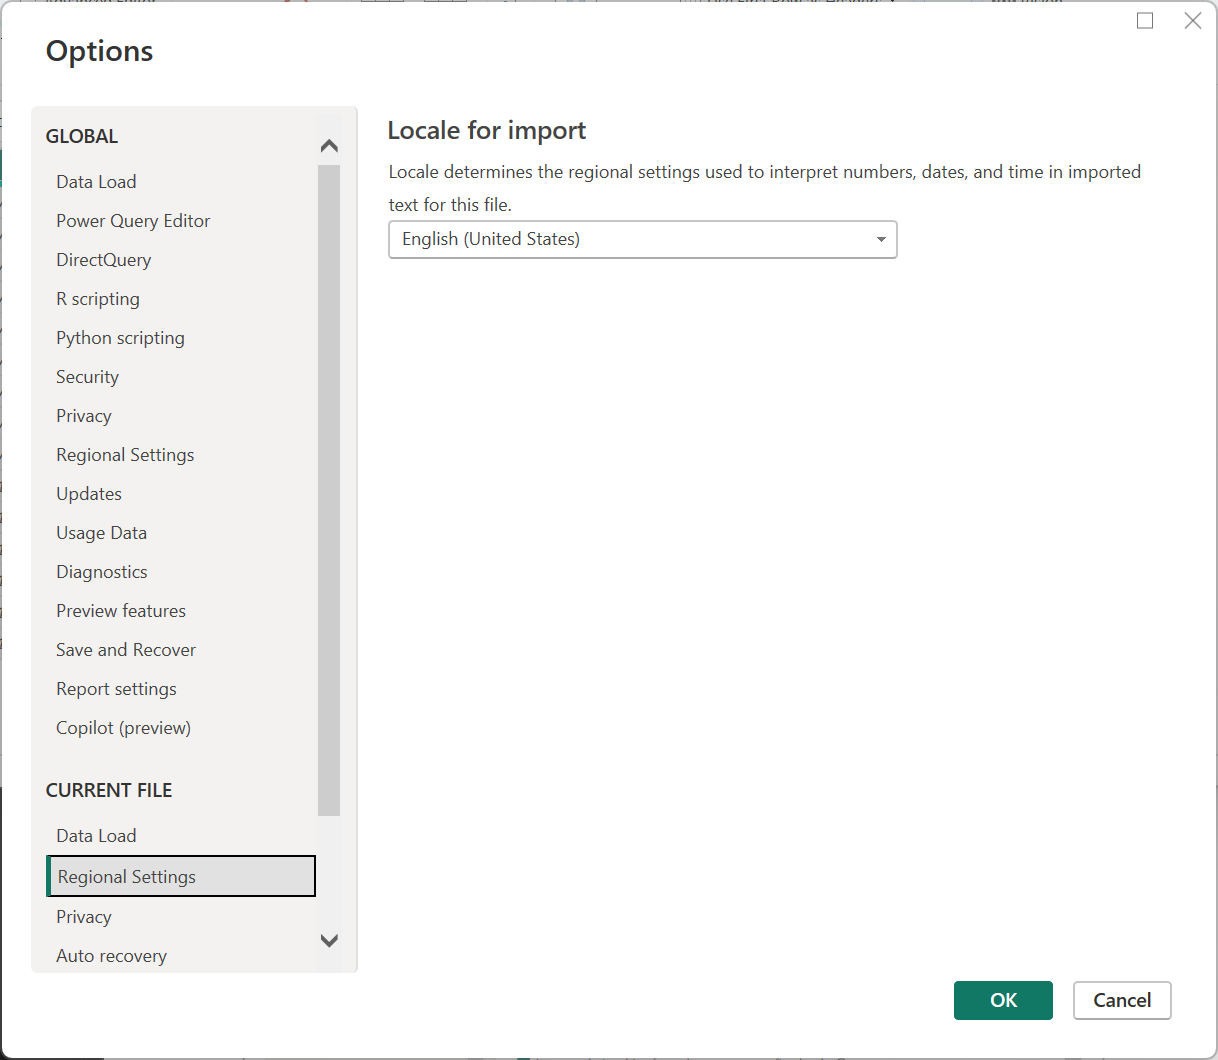 Options
GLOBAL
Data Load
Power Query Editor
DirectQuery
R scripting
Python scripting
Security
Privacy
Regional Settings
Updates
Usage Data
Diagnostics
Preview features
Save and Recover
Report settings
Copilot (preview)
CURRENT FILE
Data Load
Regional Settings
Privacy
Auto recovery
Locale for import
Locale determines the regional settings used to interpret numbers, dates, and time in imported
text for this file.
English (United States)
OK
Cancel